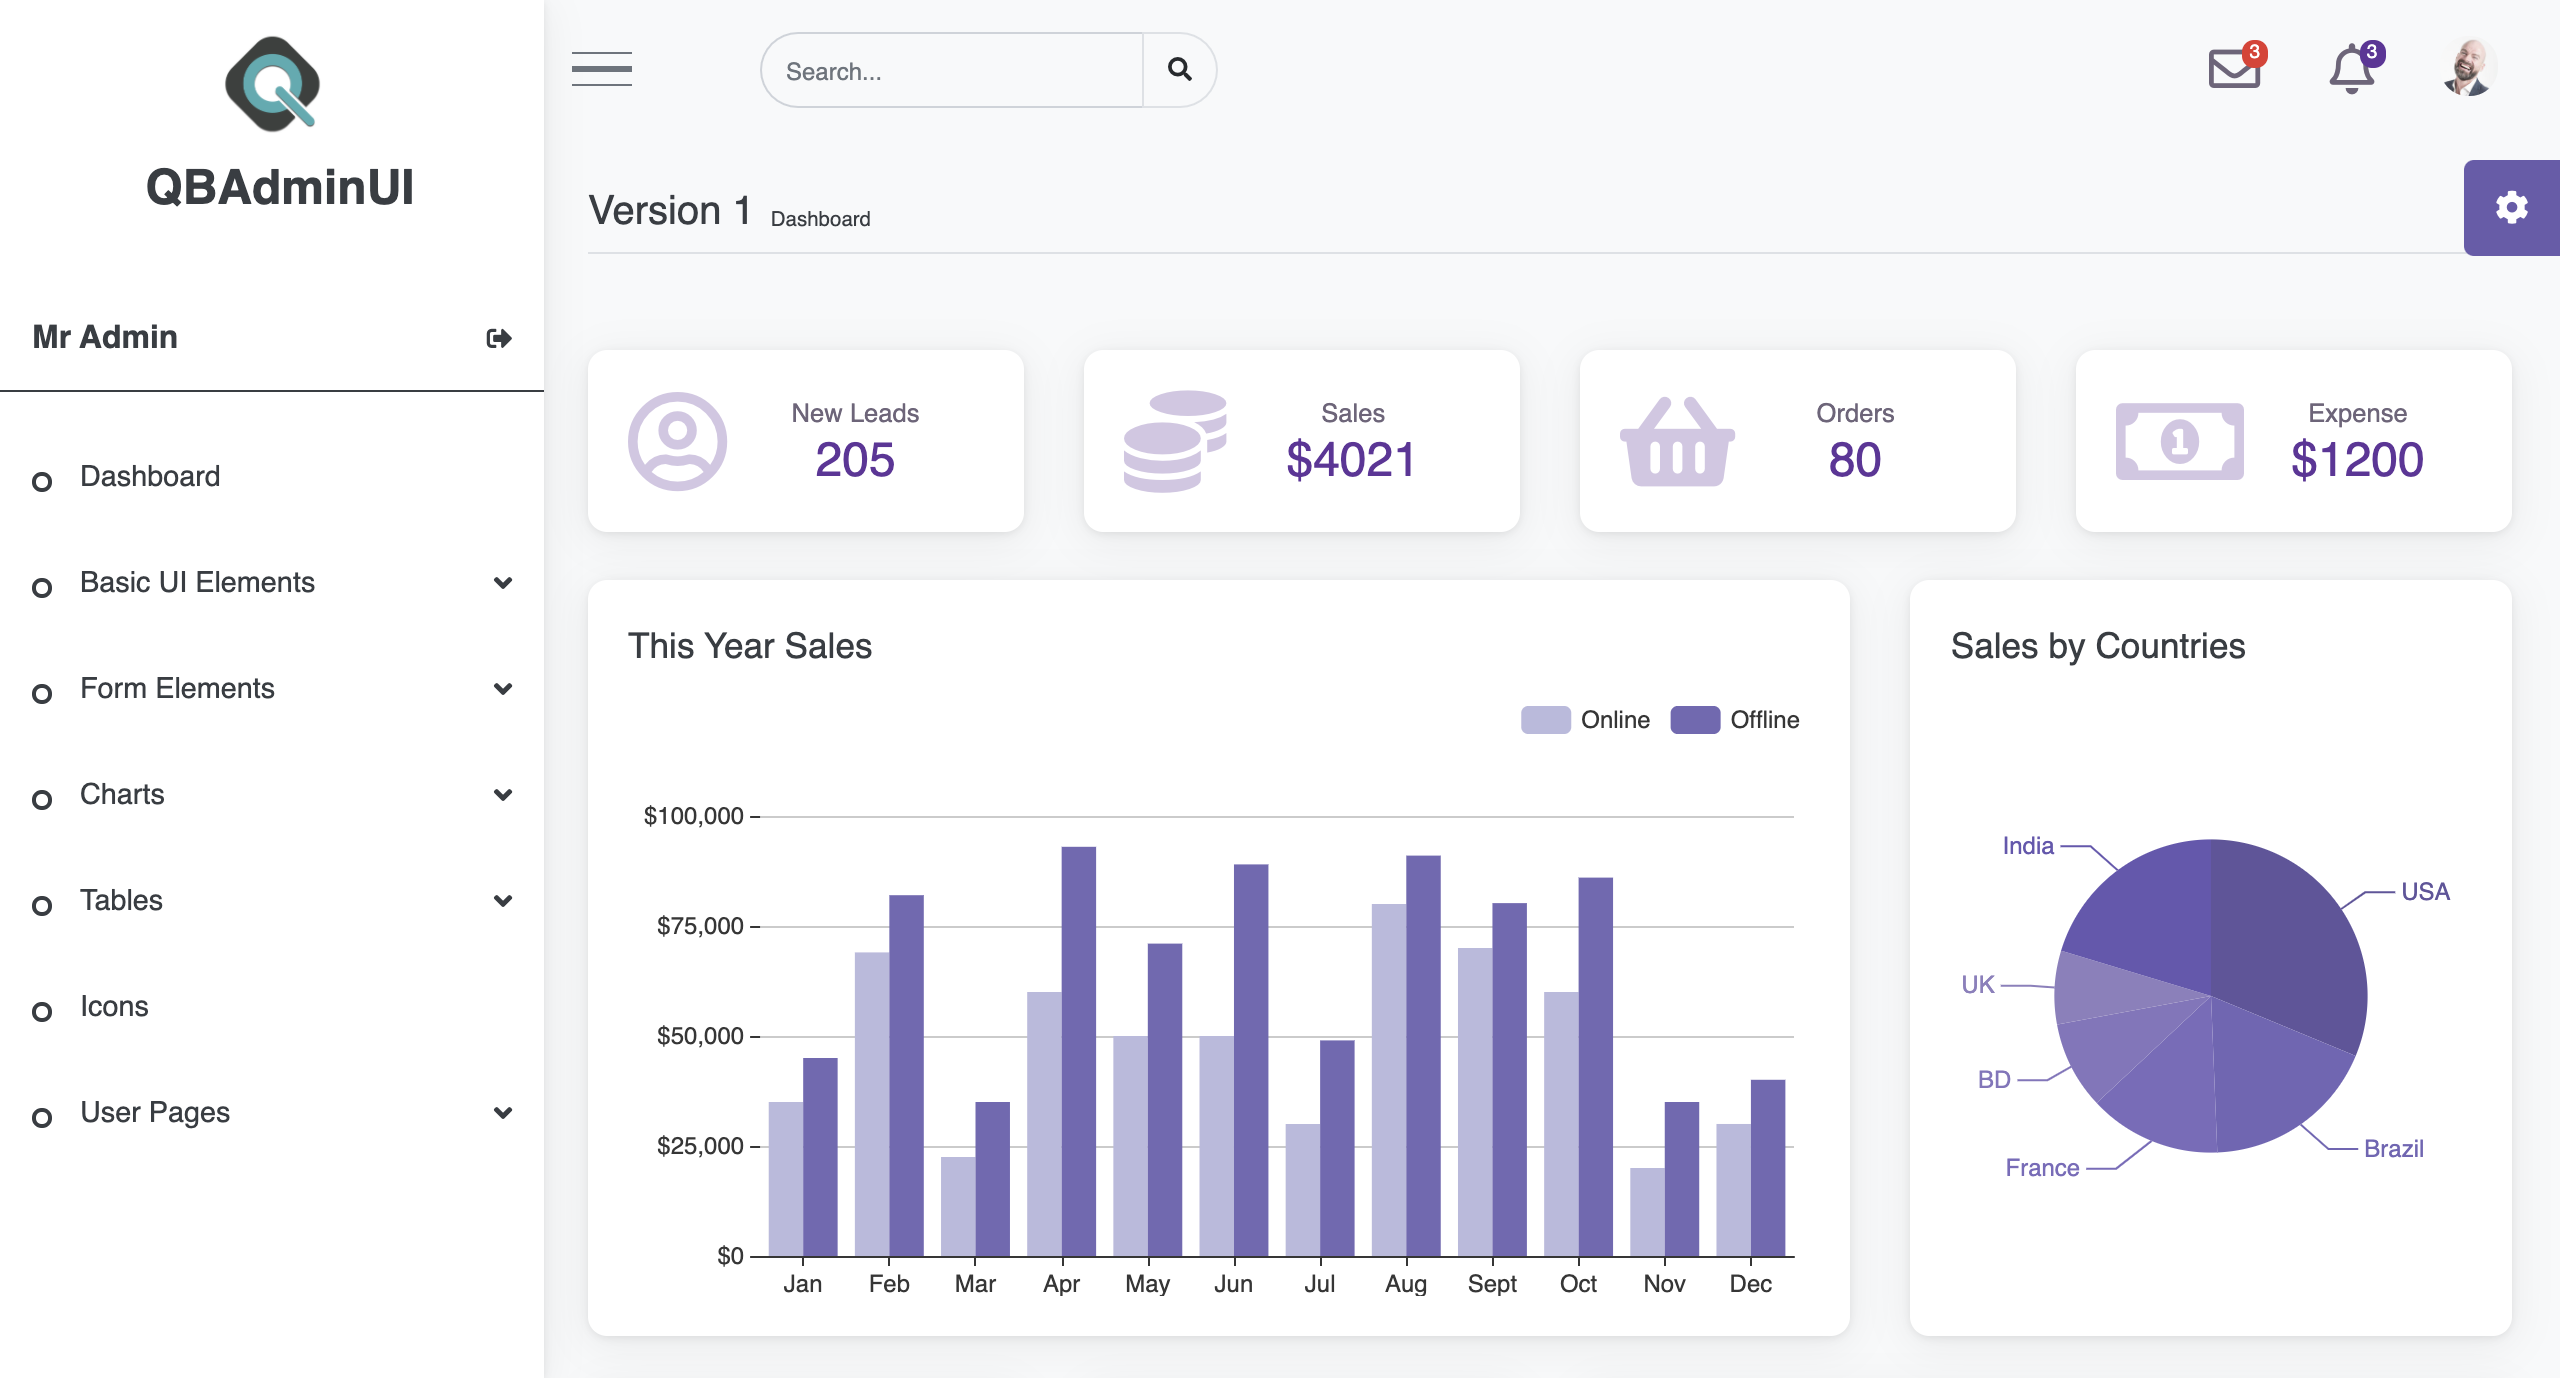 QBAdminUI
Mr Admin
Dashboard
Basic UI Elements
Form Elements
Charts
Tables
Icons
User Pages
Search...
3
3
Version 1 Dashboard
New Leads
205
Sales
$4021
Orders
80
1
Expense
$1200
This Year Sales
Online Offline
$100,000
$75,000
$50,000
$25,000
$0
Jan Feb Mar Apr May Jun Jul Aug Sept Oct Nov Dec
Sales by Countries
India
USA
UK
BD
Brazil
France